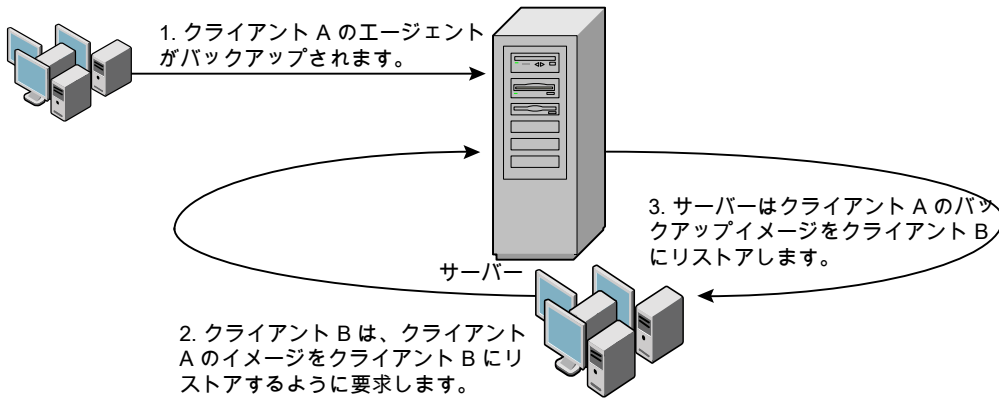 1. クライアント A のエージェント
がバックアップされます。
3. サーバーはクライアント A のバッ
クアップイメージをクライアント B
にリストアします。
サーバー
2. クライアント B は、クライアント
A のイメージをクライアント B にリ
ストアするように要求します。